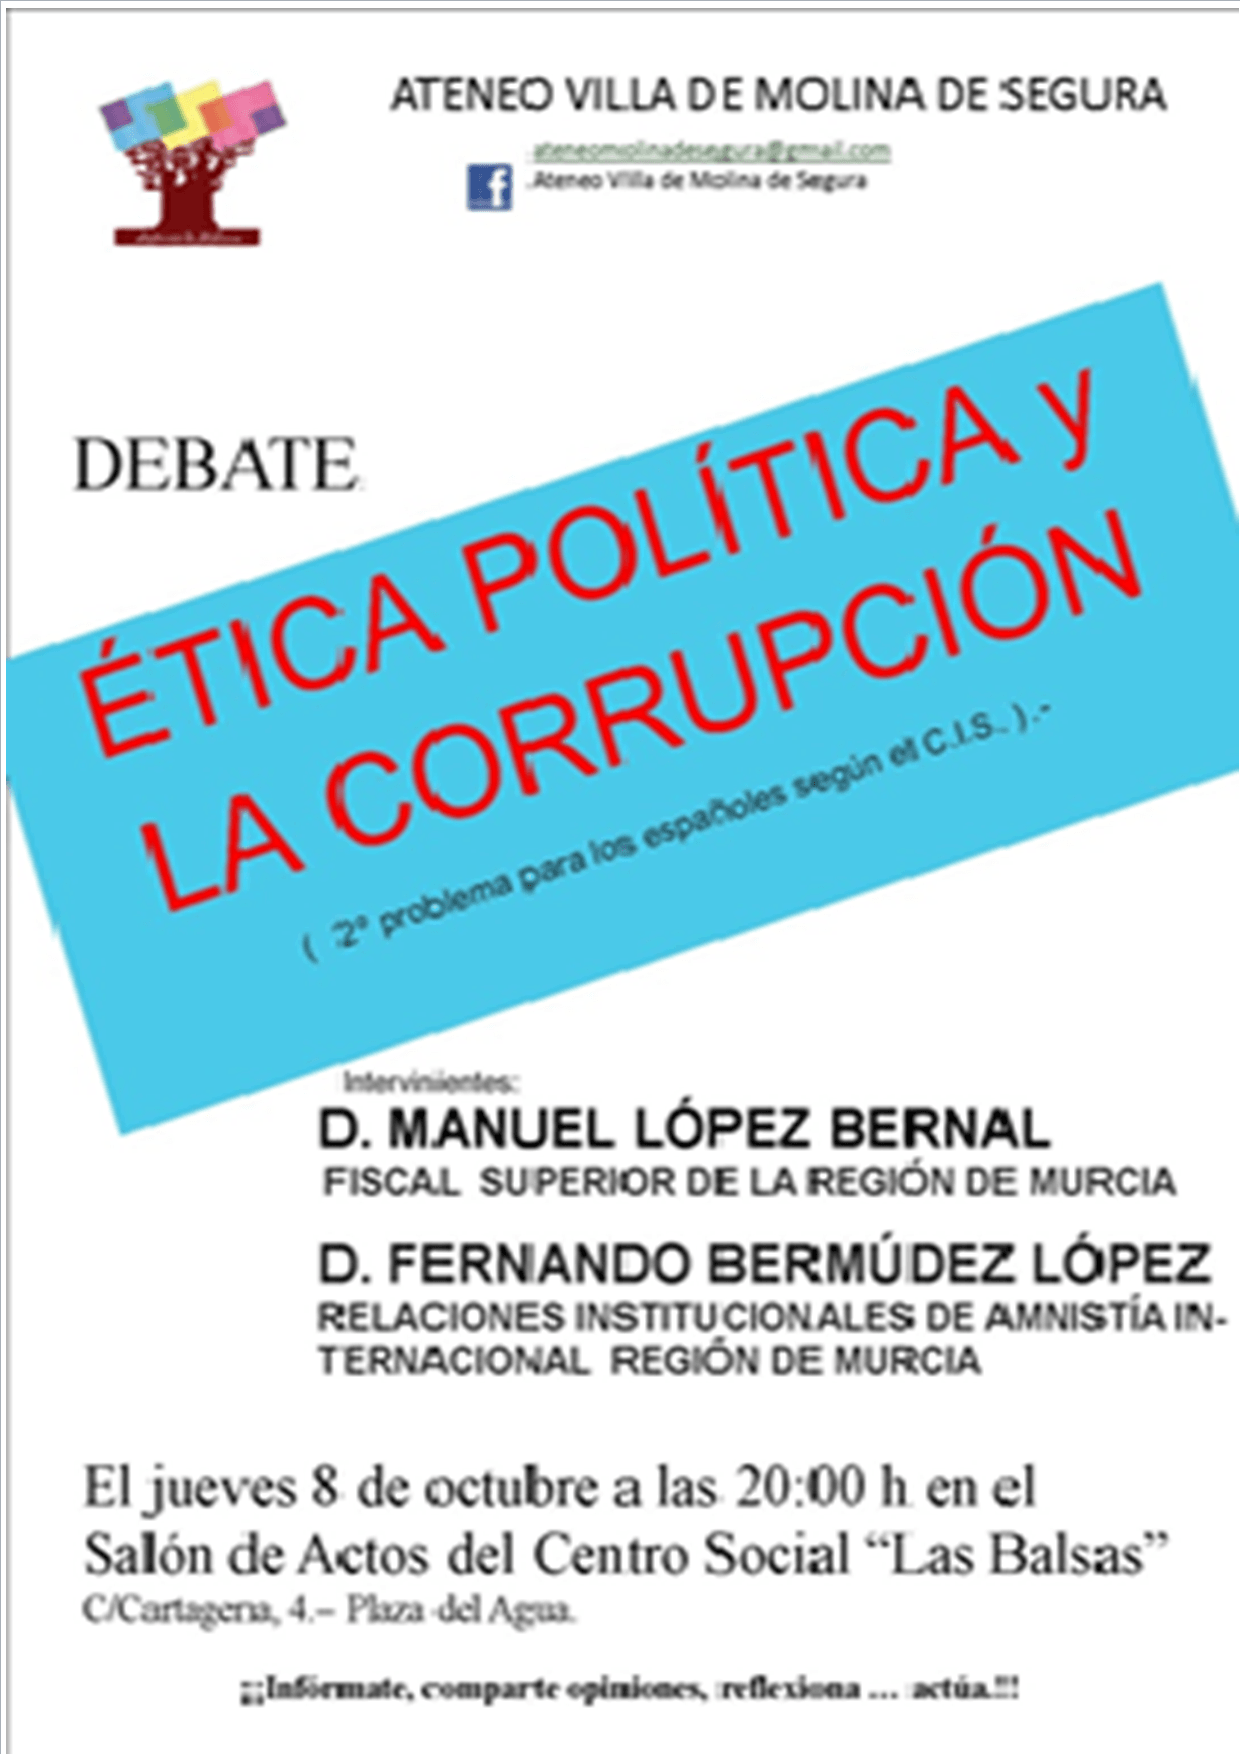 ATENEO VILLA DE MOLINA DE SEGURA
ateneomolinadesegura@gmail.com
Ateneo Villa de Molina de Segura
DEBATE
ÉTICA POLÍTICA y
LA CORRUPCIÓN
( 2º problema para los españoles según el C.I.S. ).-
Intervinientes:
D. MANUEL LÓPEZ BERNAL
FISCAL SUPERIOR DE LA REGIÓN DE MURCIA
D. FERNANDO BERMÚDEZ LÓPEZ
RELACIONES INSTITUCIONALES DE AMNISTÍA IN-
TERNACIONAL REGIÓN DE MURCIA
El jueves 8 de octubre a las 20:00 h en el
Salón de Actos del Centro Social “Las Balsas”
C/Cartagena, 4.– Plaza del Agua.
¡¡¡Infórmate, comparte opiniones, reflexiona … actúa.!!!